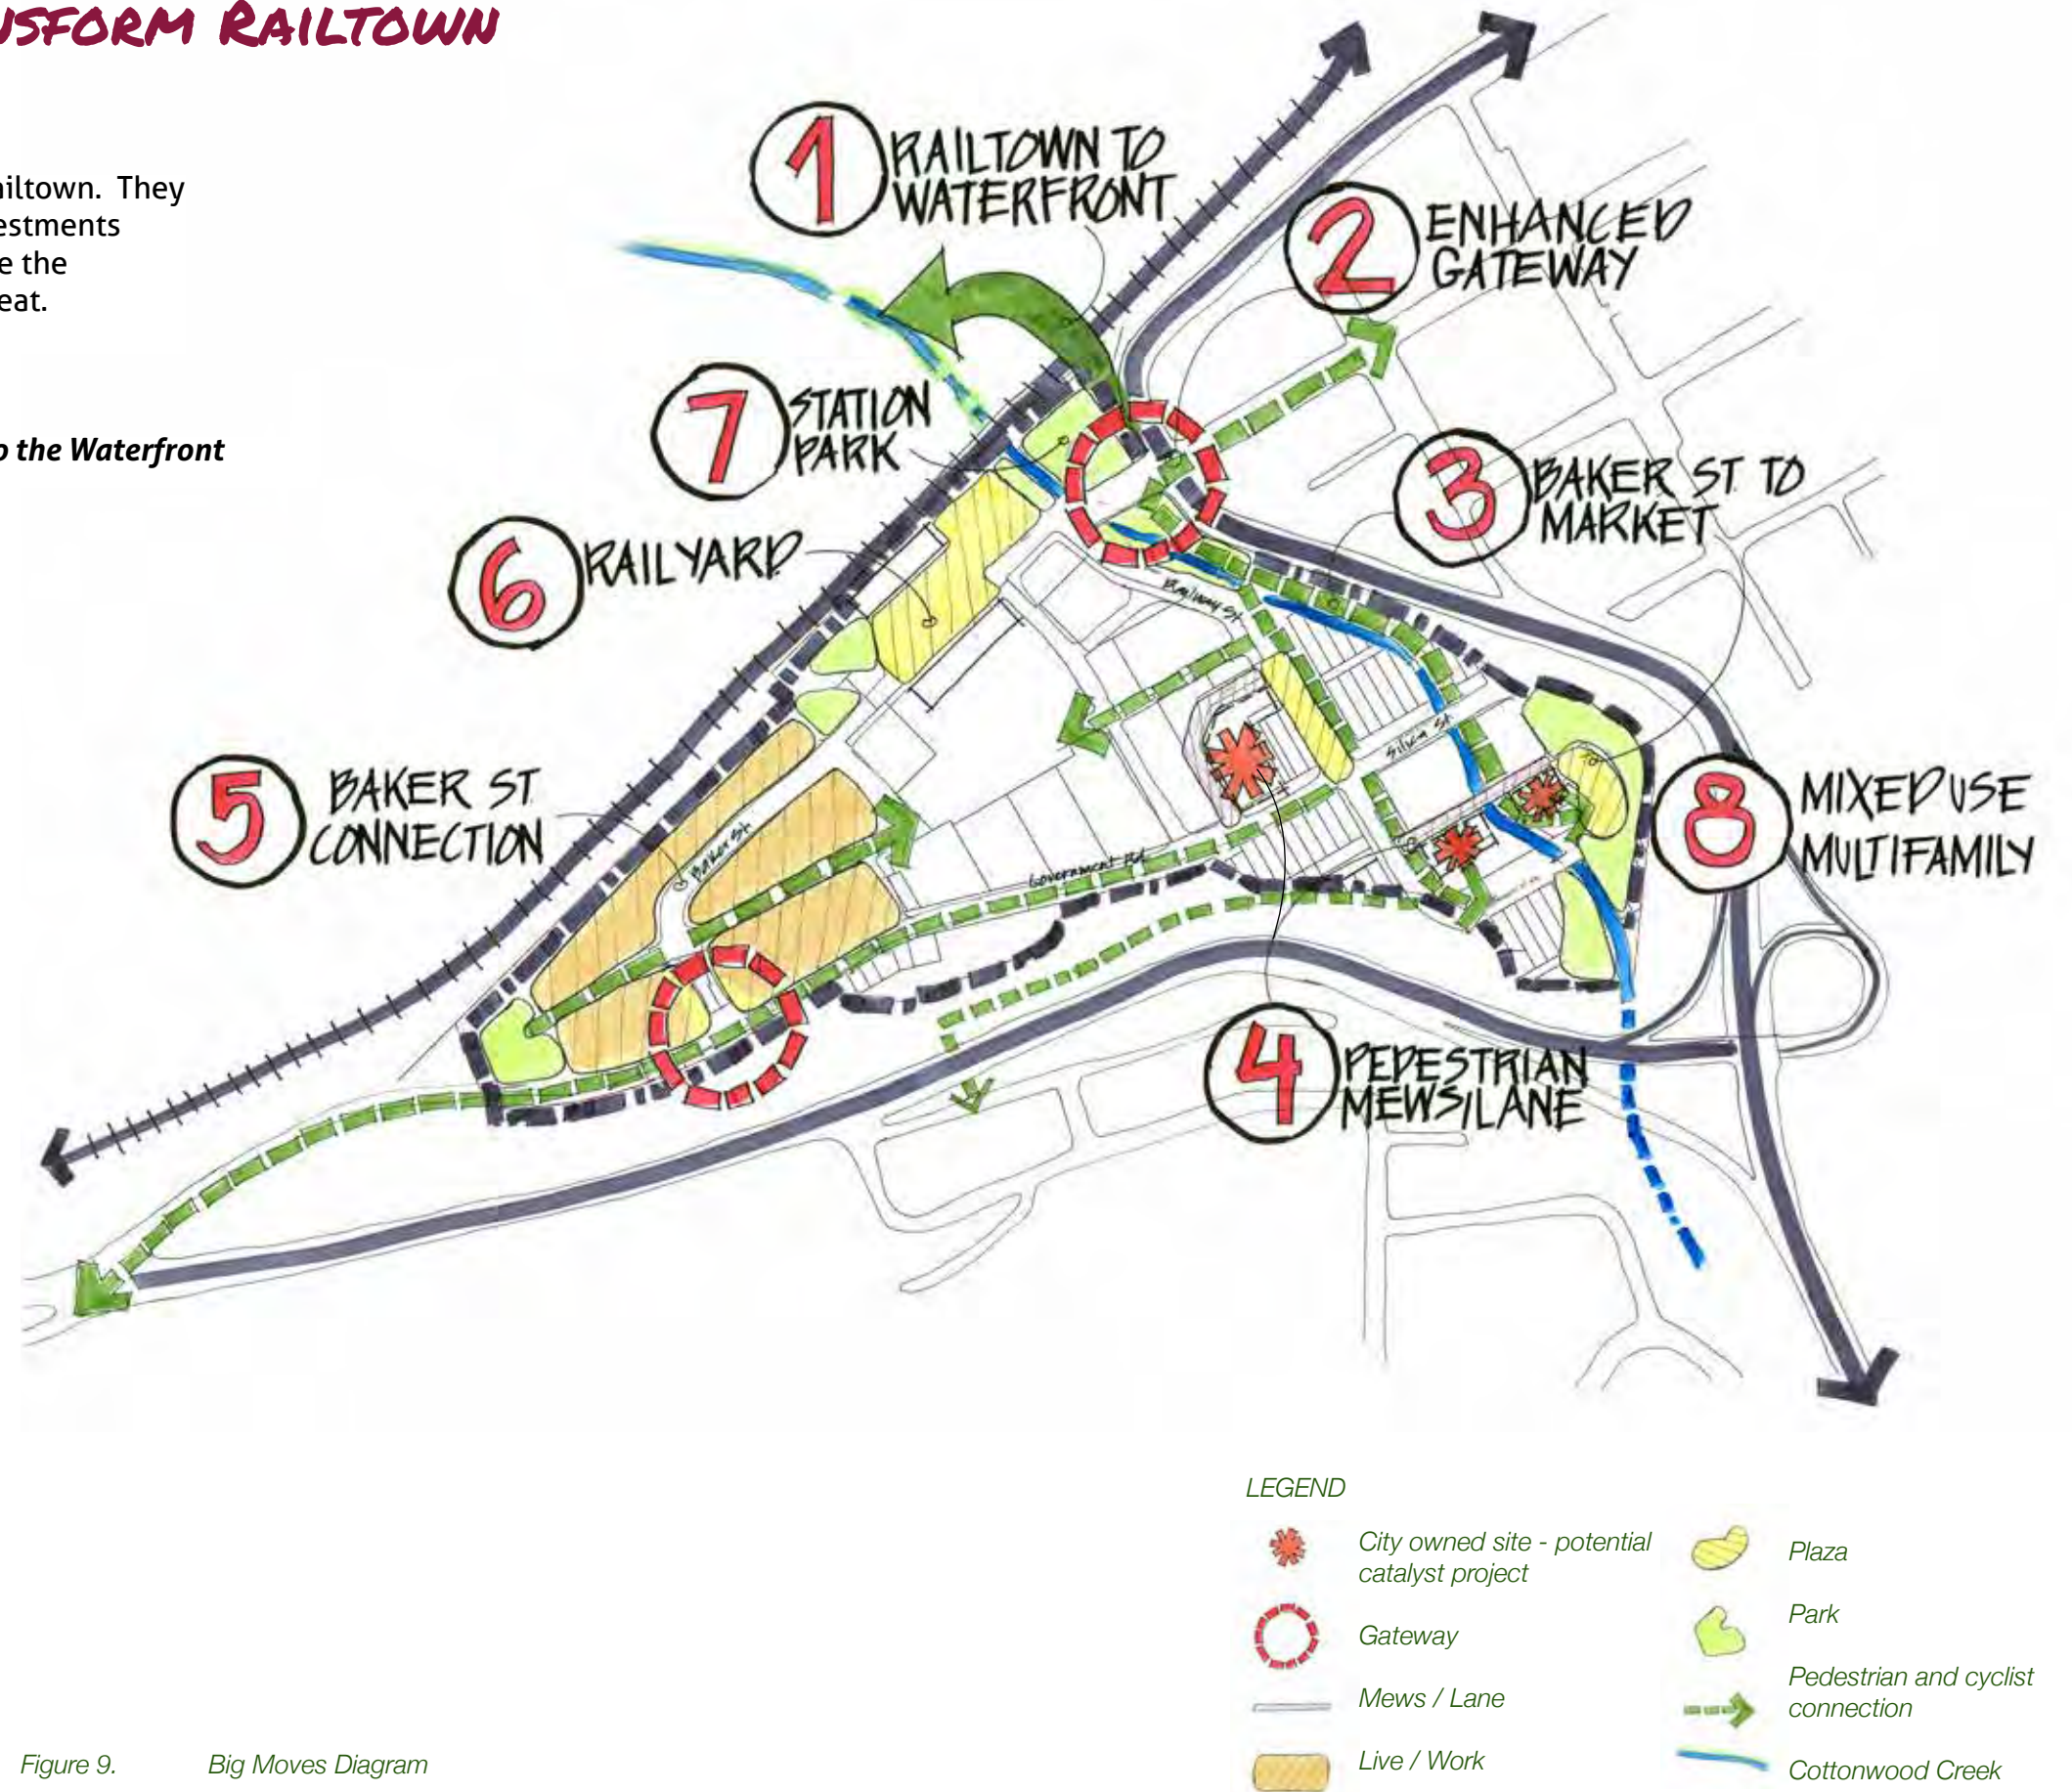 NSFORM RAILTOWN
ailtown. They
estments
e the
eat.
o the Waterfront
1 RAILTOWN TO
WATERFRONT
2 ENHANCED
GATEWAY
7 STATION
PARK
3 BAKER ST TO
MARKET
6 RAILYARD
Railway St
Silica St
5 BAKER ST
CONNECTION
Baker St
Government Rd
8 MIXED USE
MULTIFAMILY
4 PEDESTRIAN
MEWS/LANE
LEGEND
City owned site - potential
catalyst project
Gateway
Mews / Lane
Live / Work
Plaza
Park
Pedestrian and cyclist
connection
Cottonwood Creek
Figure 9. Big Moves Diagram